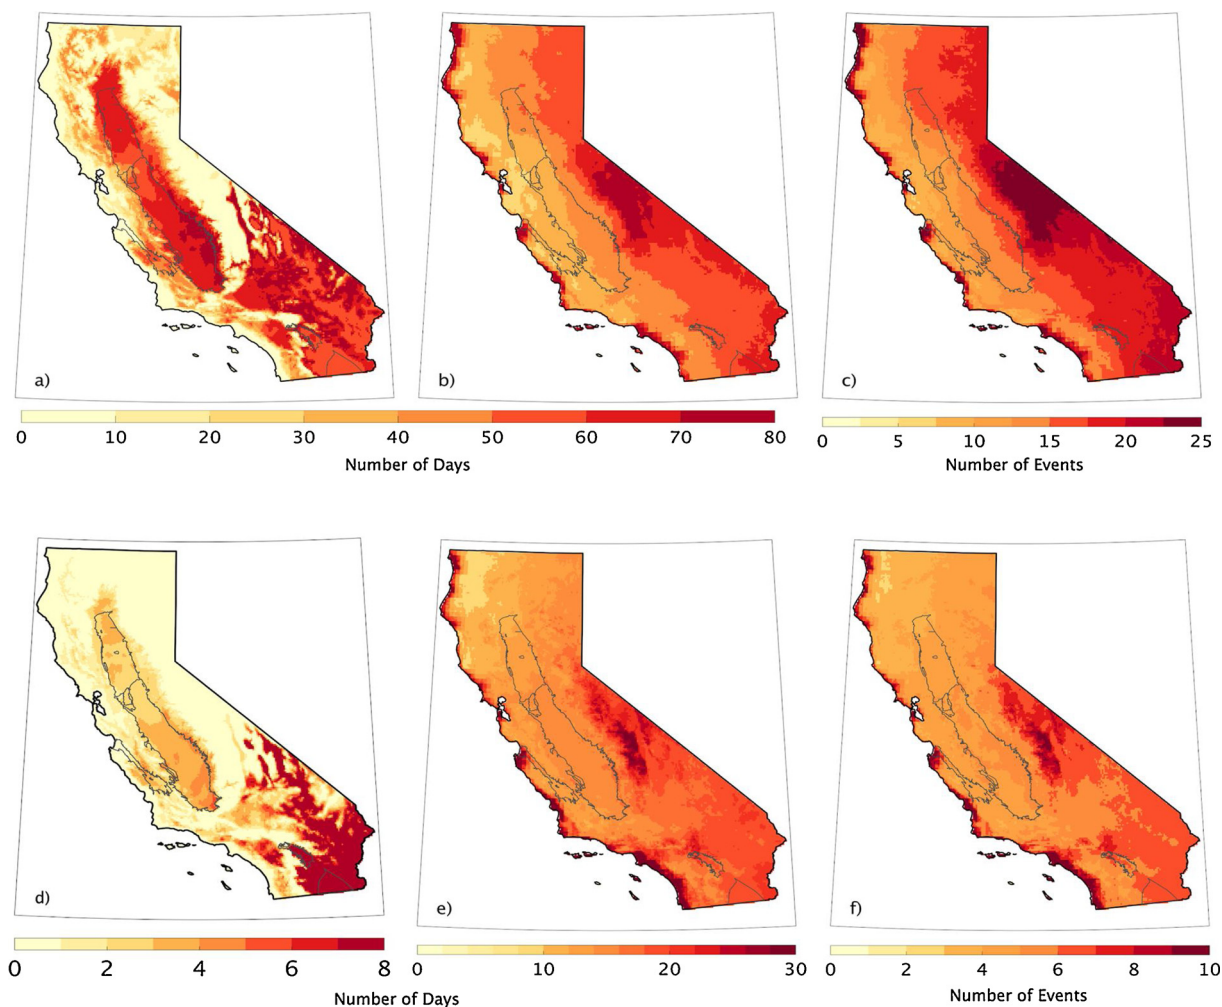 a)
b)
c)
0 10 20 30 40 50 60 70 80
0 5 10 15 20 25
Number of Days
Number of Events
d)
e)
f)
0 2 4 6 8
0 10 20 30
0 2 4 6 8 10
Number of Days
Number of Events